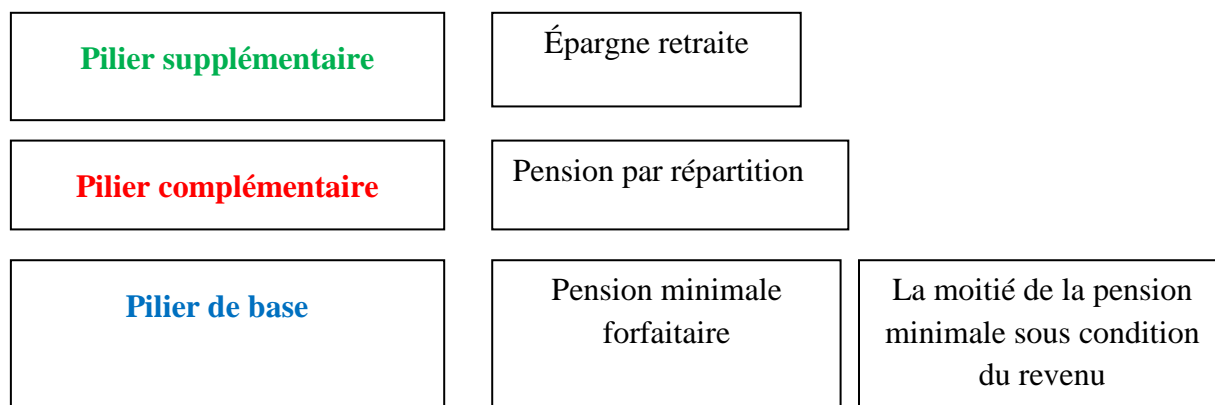 Pilier supplémentaire
Épargne retraite
Pilier complémentaire
Pension par répartition
Pilier de base
Pension minimale
forfaitaire
La moitié de la pension
minimale sous condition
du revenu